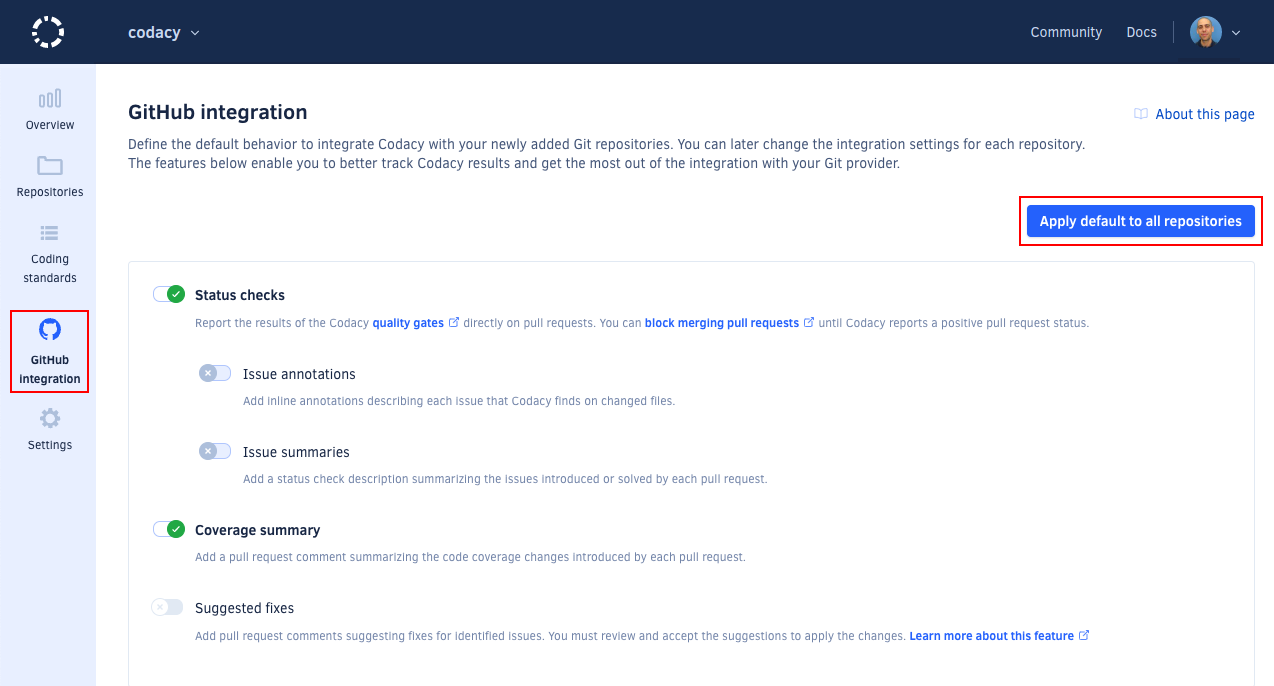 codacy
Community
Docs
Overview
Repositories
Coding
standards
GitHub
integration
Settings
GitHub integration
About this page
Define the default behavior to integrate Codacy with your newly added Git repositories. You can later change the integration settings for each repository.
The features below enable you to better track Codacy results and get the most out of the integration with your Git provider.
Apply default to all repositories
Status checks
Report the results of the Codacy quality gates directly on pull requests. You can block merging pull requests until Codacy reports a positive pull request status.
Issue annotations
Add inline annotations describing each issue that Codacy finds on changed files.
Issue summaries
Add a status check description summarizing the issues introduced or solved by each pull request.
Coverage summary
Add a pull request comment summarizing the code coverage changes introduced by each pull request.
Suggested fixes
Add pull request comments suggesting fixes for identified issues. You must review and accept the suggestions to apply the changes. Learn more about this feature